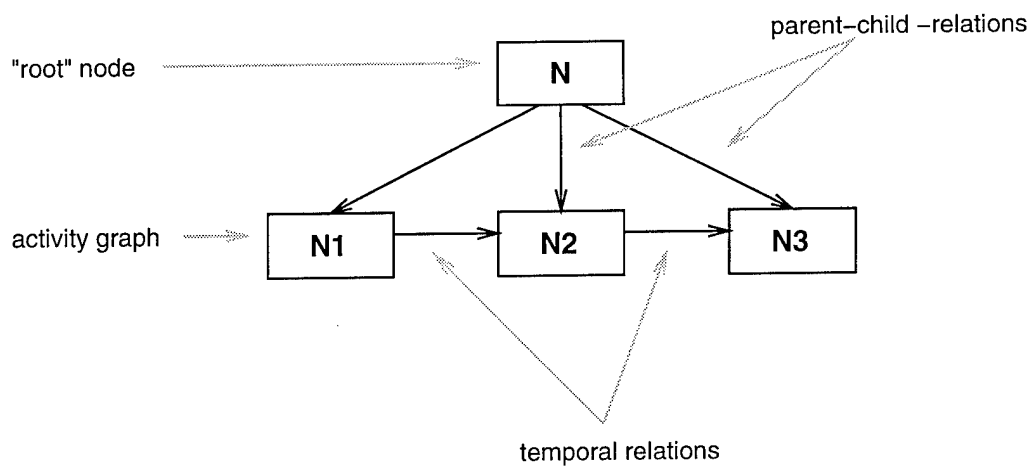 parent-child -relations
"root" node
N
activity graph
N1
N2
N3
temporal relations